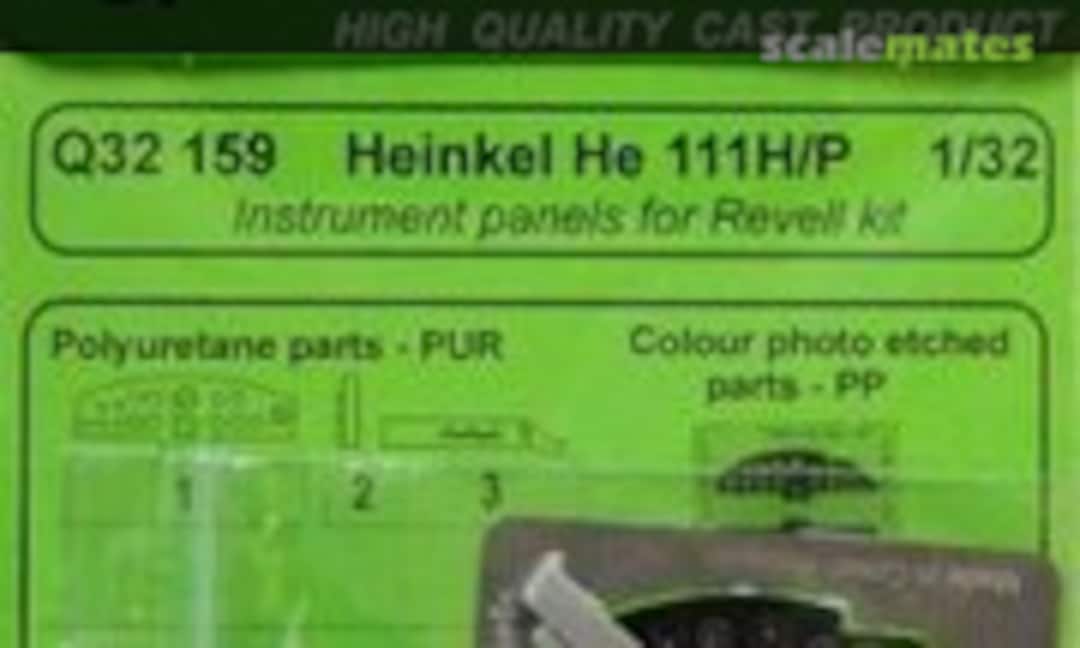 HIGH QUALITY CAST PRODUCT
scalemates
Q32 159 Heinkel He 111H/P 1/32
Instrument panels for Revell kit
Polyuretane parts - PUR
Colour photo etched
parts - PP
1 2 3